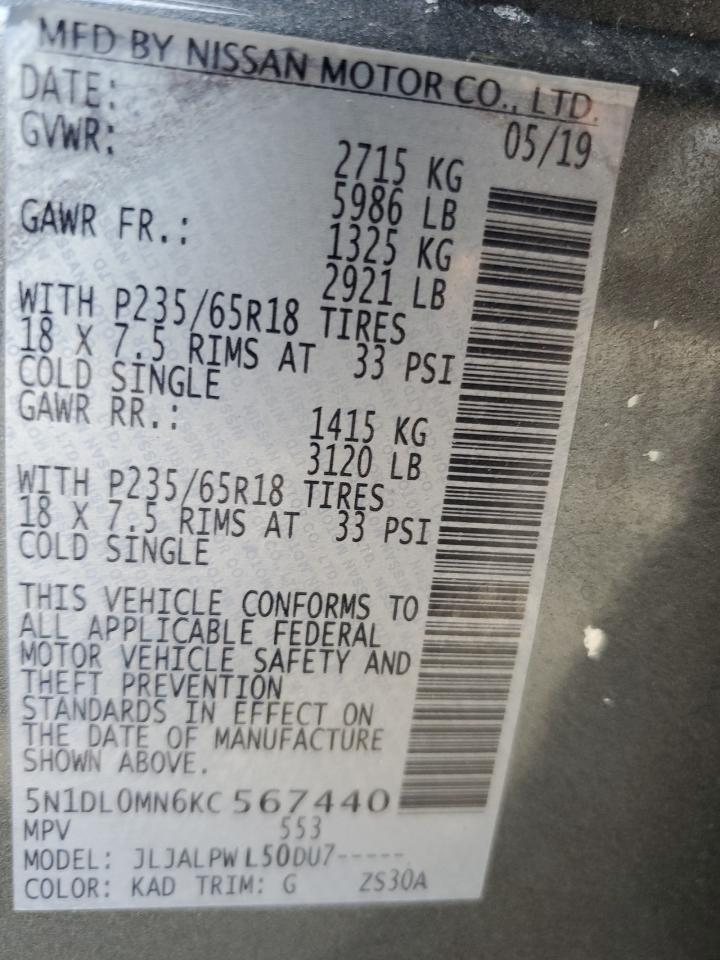 MFD BY NISSAN MOTOR CO., LTD.
DATE: 05/19
GVWR: 2715 KG
5986 LB
GAWR FR.: 1325 KG
2921 LB
WITH P235/65R18 TIRES
18 X 7.5 RIMS AT 33 PSI
COLD SINGLE
GAWR RR.: 1415 KG
3120 LB
WITH P235/65R18 TIRES
18 X 7.5 RIMS AT 33 PSI
COLD SINGLE
THIS VEHICLE CONFORMS TO
ALL APPLICABLE FEDERAL
MOTOR VEHICLE SAFETY AND
THEFT PREVENTION
STANDARDS IN EFFECT ON
THE DATE OF MANUFACTURE
SHOWN ABOVE.
5N1DL0MN6KC 567440
MPV 553
MODEL: JLJALPWL50DU7-----
COLOR: KAD TRIM: G ZS30A